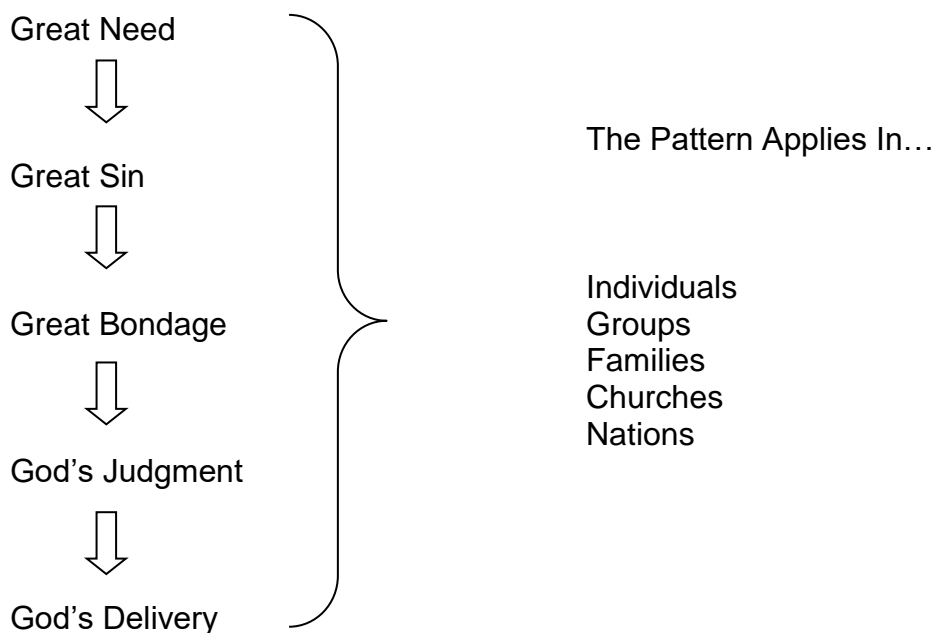 Great Need
Great Sin
Great Bondage
God’s Judgment
God’s Delivery
The Pattern Applies In…
Individuals
Groups
Families
Churches
Nations